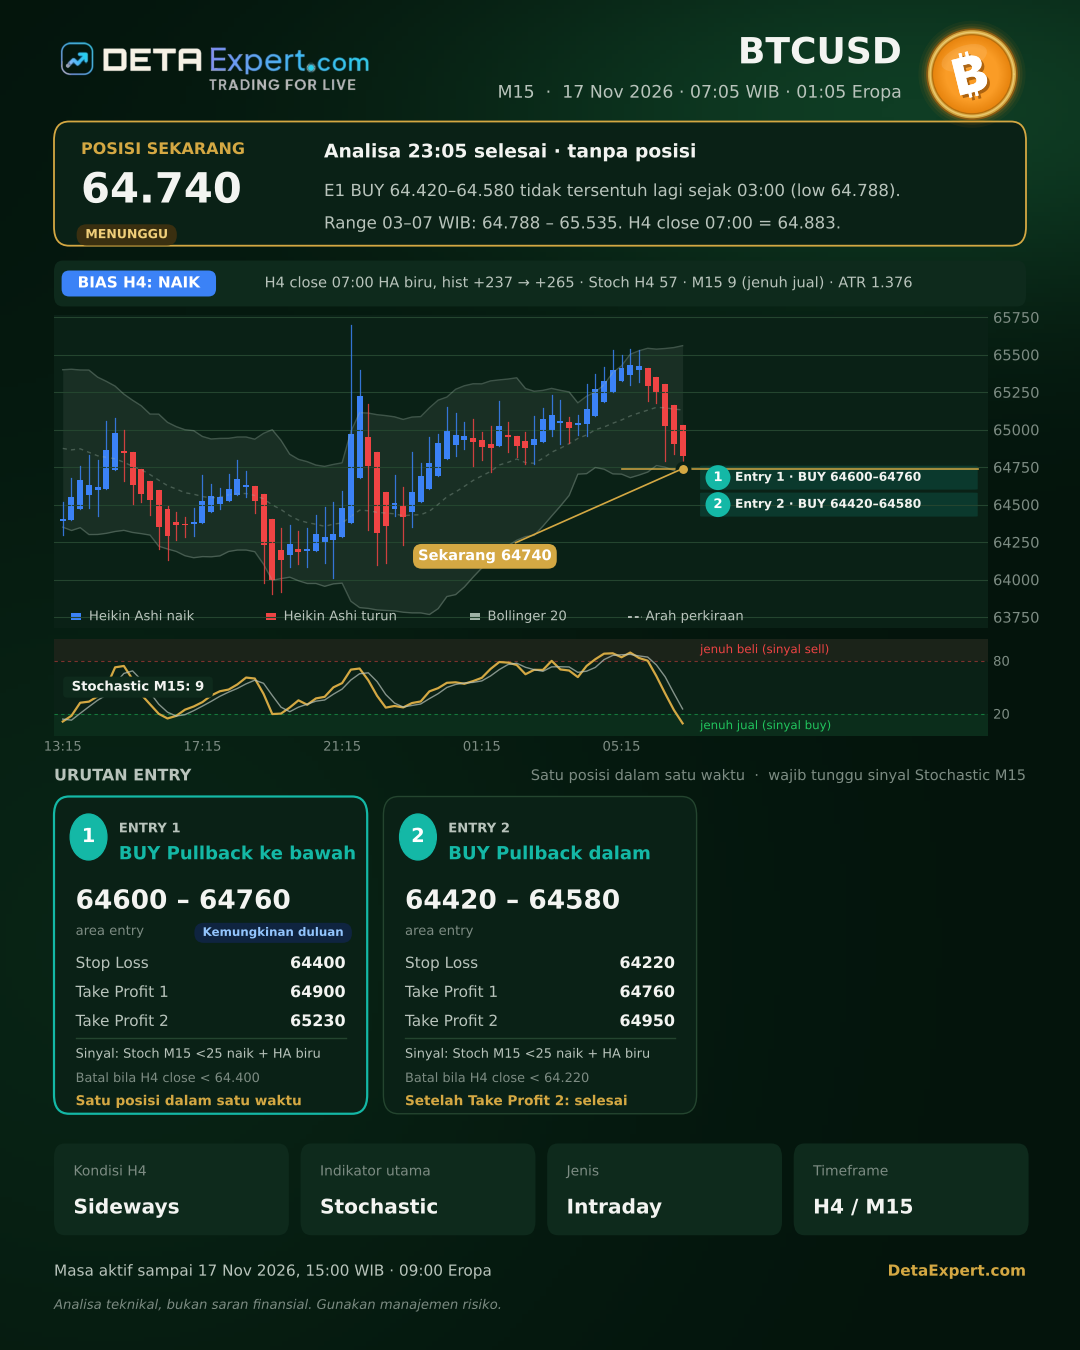 DETA Expert.com
TRADING FOR LIVE
BTCUSD
M15 · 17 Nov 2026 · 07:05 WIB · 01:05 Eropa
POSISI SEKARANG
64.740
MENUNGGU
Analisa 23:05 selesai · tanpa posisi
E1 BUY 64.420–64.580 tidak tersentuh lagi sejak 03:00 (low 64.788).
Range 03–07 WIB: 64.788 – 65.535. H4 close 07:00 = 64.883.
BIAS H4: NAIK
H4 close 07:00 HA biru, hist +237 → +265 · Stoch H4 57 · M15 9 (jenuh jual) · ATR 1.376
65750
65500
65250
65000
64750
64500
64250
64000
63750
1 Entry 1 · BUY 64600–64760
2 Entry 2 · BUY 64420–64580
Sekarang 64740
Heikin Ashi naik
Heikin Ashi turun
Bollinger 20
Arah perkiraan
jenuh beli (sinyal sell)
80
Stochastic M15: 9
20
jenuh jual (sinyal buy)
13:15 17:15 21:15 01:15 05:15
URUTAN ENTRY
Satu posisi dalam satu waktu · wajib tunggu sinyal Stochastic M15
1
ENTRY 1
BUY Pullback ke bawah
64600 – 64760
area entry
Kemungkinan duluan
Stop Loss 64400
Take Profit 1 64900
Take Profit 2 65230
Sinyal: Stoch M15 <25 naik + HA biru
Batal bila H4 close < 64.400
Satu posisi dalam satu waktu
2
ENTRY 2
BUY Pullback dalam
64420 – 64580
area entry
Stop Loss 64220
Take Profit 1 64760
Take Profit 2 64950
Sinyal: Stoch M15 <25 naik + HA biru
Batal bila H4 close < 64.220
Setelah Take Profit 2: selesai
Kondisi H4
Sideways
Indikator utama
Stochastic
Jenis
Intraday
Timeframe
H4 / M15
Masa aktif sampai 17 Nov 2026, 15:00 WIB · 09:00 Eropa
DetaExpert.com
Analisa teknikal, bukan saran finansial. Gunakan manajemen risiko.